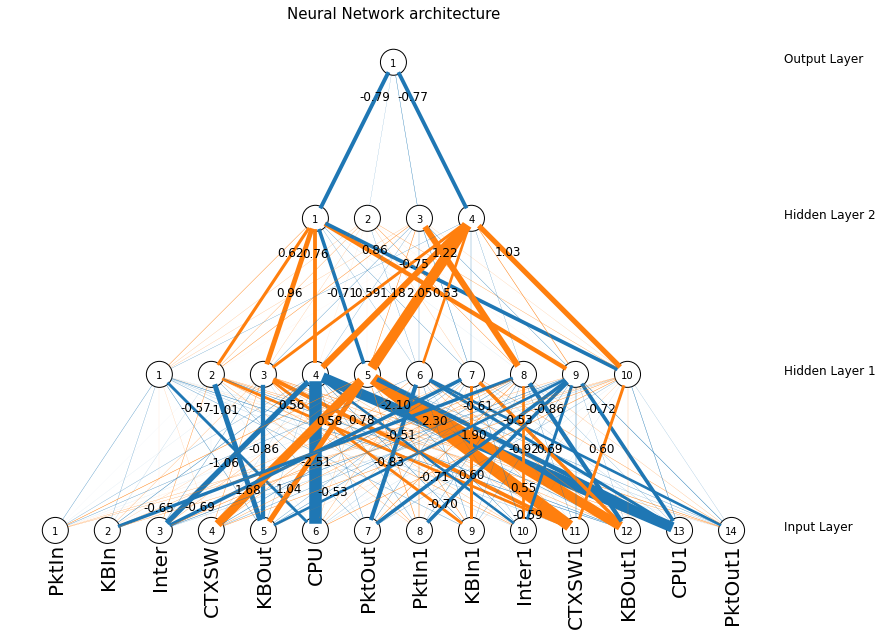 Neural Network architecture
1 Output Layer
-0.79 -0.77
1 2 3 4 Hidden Layer 2
0.62 0.76 0.86 -0.75 1.22 1.03
0.96 -0.71 0.59 1.18 2.05 0.53
1 2 3 4 5 6 7 8 9 10 Hidden Layer 1
-0.57 -1.01 0.56 0.58 0.78 -2.10 -0.51 2.30 -0.61 1.90 -0.53 -0.86 -0.72
-1.06 -0.86 -2.51 -0.83 -0.71 0.60 -0.92 0.69 0.60
-0.65 -0.69 1.68 1.04 -0.53 -0.70 0.55 -0.59
1 2 3 4 5 6 7 8 9 10 11 12 13 14 Input Layer
PktIn
KBIn
Inter
CTXSW
KBOut
CPU
PktOut
PktIn1
KBIn1
Inter1
CTXSW1
KBOut1
CPU1
PktOut1